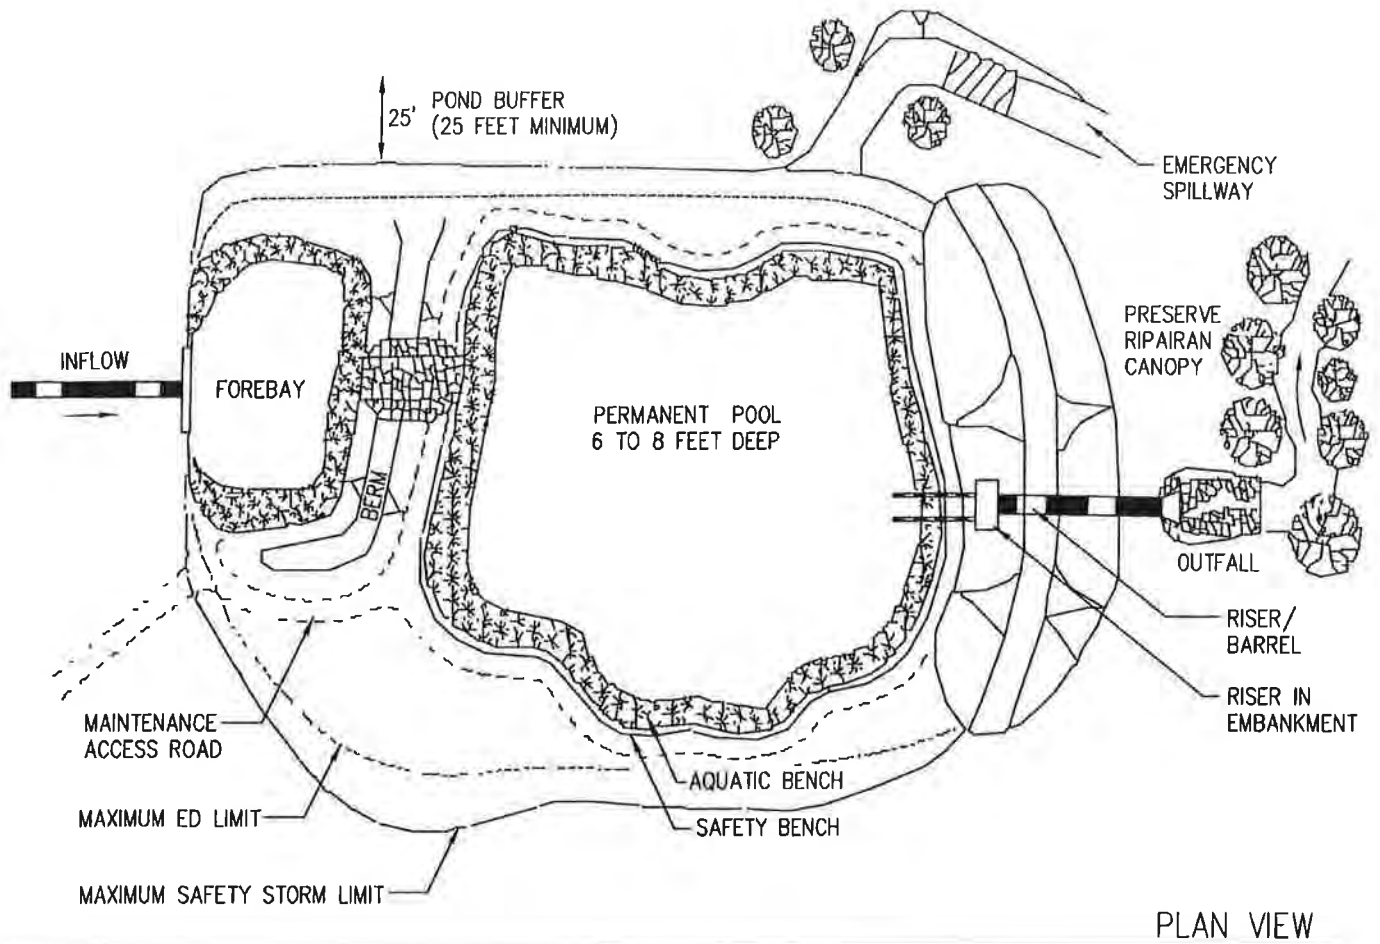 25' POND BUFFER
(25 FEET MINIMUM)
EMERGENCY
SPILLWAY
PRESERVE
RIPAIRAN
CANOPY
INFLOW
FOREBAY
PERMANENT POOL
6 TO 8 FEET DEEP
BERM
OUTFALL
RISER/
BARREL
RISER IN
EMBANKMENT
MAINTENANCE
ACCESS ROAD
AQUATIC BENCH
MAXIMUM ED LIMIT
SAFETY BENCH
MAXIMUM SAFETY STORM LIMIT
PLAN VIEW